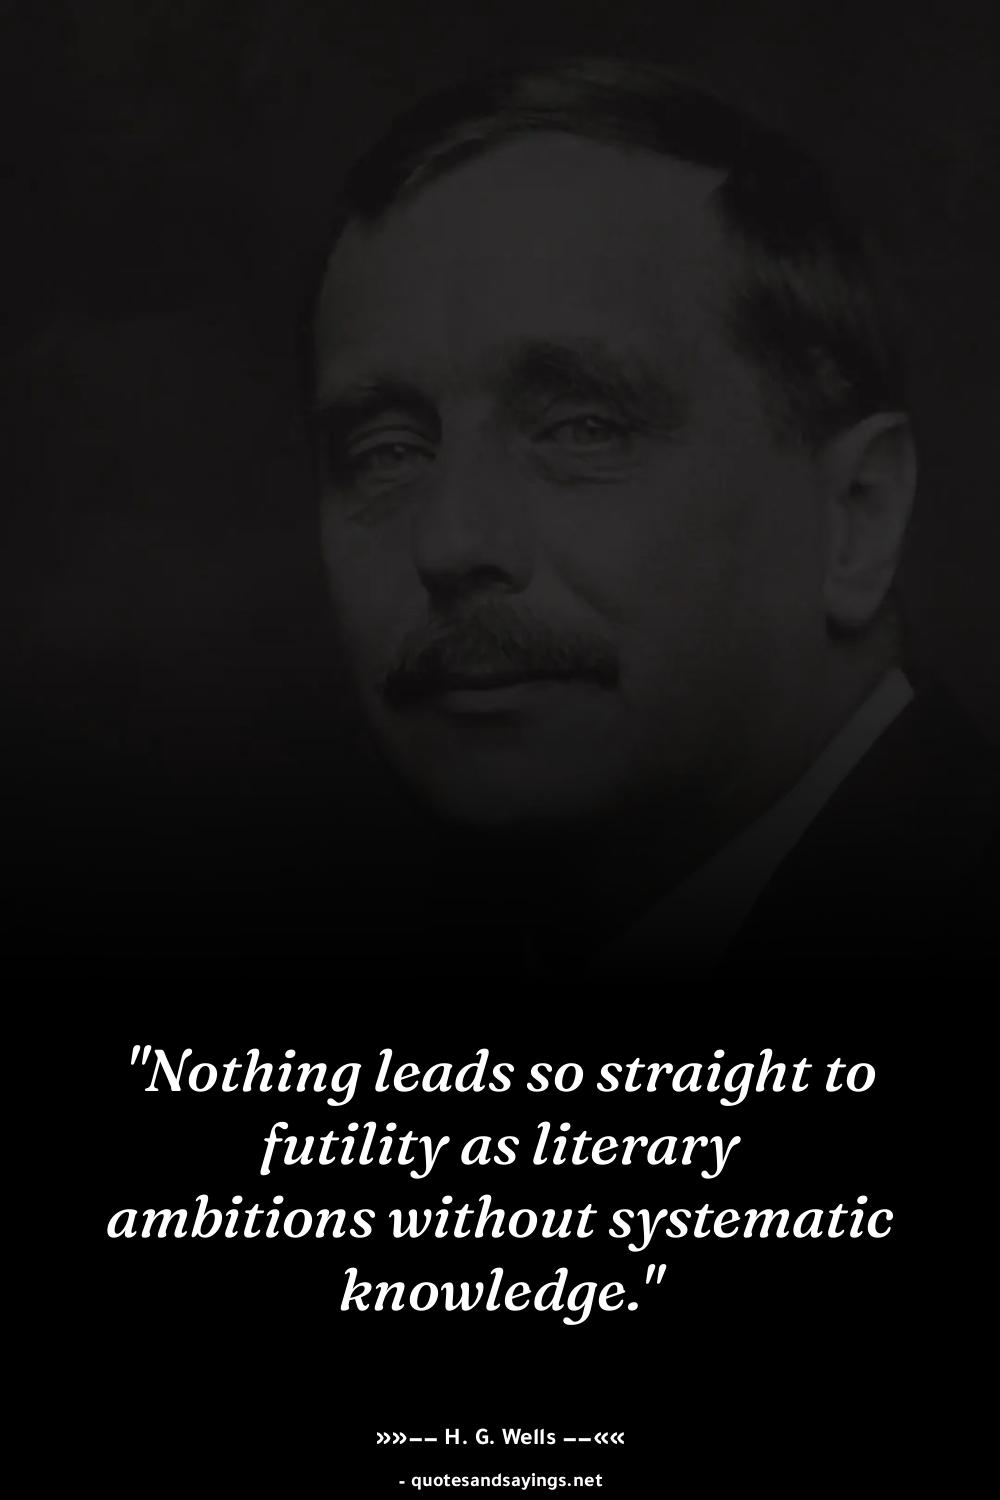 "Nothing leads so straight to
futility as literary
ambitions without systematic
knowledge."
»»–– H. G. Wells ––««
- quotesandsayings.net